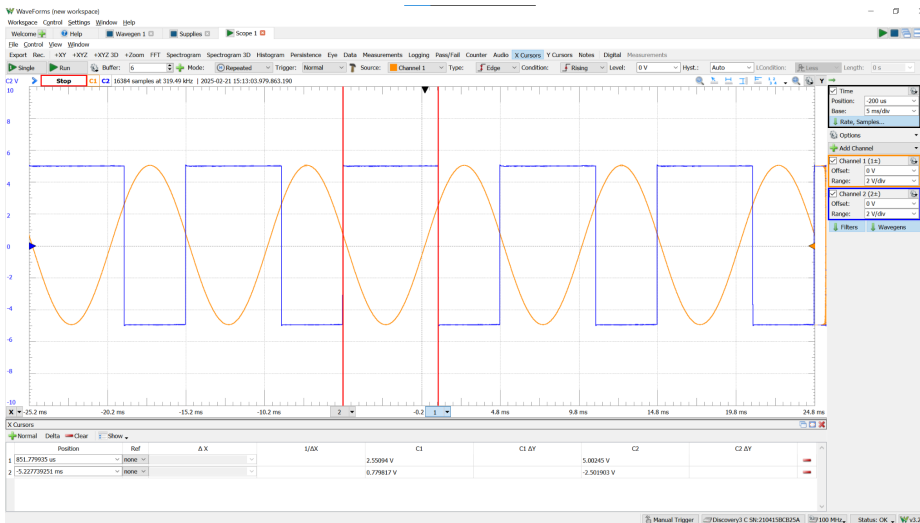 WaveForms (new workspace)
Workspace Control Settings Window Help
Welcome Help Wavegen 1 Supplies Scope 1
File Control View Window
Export Rec. +XY +XYZ +XYZ 3D +Zoom FFT Spectrogram Spectrogram 3D Histogram Persistence Eye Data Measurements Logging Pass/Fail Counter Audio X Cursors Y Cursors Notes Digital Measurements
Single Run Buffer: 6 Mode: Repeated Trigger: Normal Source: Channel 1 Type: Edge Condition: Rising Level: 0 V Hyst.: Auto LCondition: Less Length: 0 s
C2 V Stop C1 C2 16384 samples at 319.49 kHz | 2025-02-21 15:13:03.979.863.190 Y
10
8
6
4
2
0
-2
-4
-6
-8
-10
Time
Position: -200 us
Base: 5 ms/div
Rate, Samples...
Options
Add Channel
Channel 1 (1±)
Offset: 0 V
Range: 2 V/div
Channel 2 (2±)
Offset: 0 V
Range: 2 V/div
Filters Wavegens
X -25.2 ms -20.2 ms -15.2 ms -10.2 ms 2 -0.2 1 4.8 ms 9.8 ms 14.8 ms 19.8 ms 24.8 ms
X Cursors
Normal Delta Clear Show
Position Ref Δ X 1/ΔX C1 C1 ΔY C2 C2 ΔY
1 851.779935 us none 2.55094 V 5.00245 V
2 -5.227739251 ms none 0.779817 V -2.501903 V
Manual Trigger Discovery3 C SN:210415BCB25A 100 MHz Status: OK